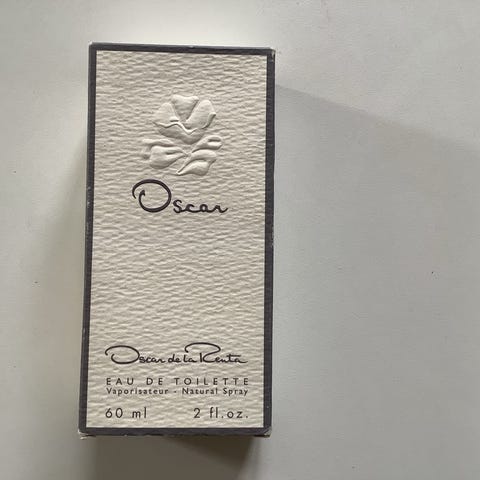 Oscar
Oscar de la Renta
EAU DE TOILETTE
Vaporisateur - Natural Spray
60 ml 2 fl.oz.